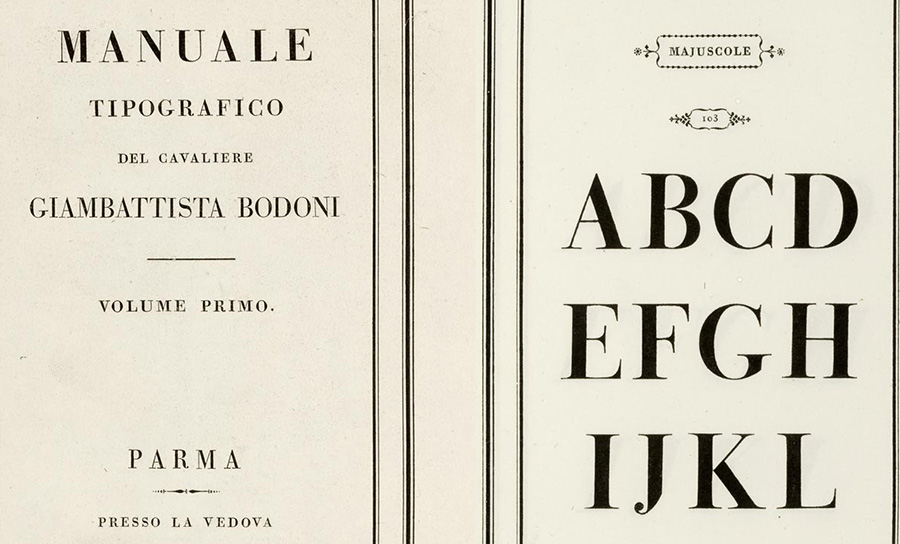 MANUALE
TIPOGRAFICO
DEL CAVALIERE
GIAMBATTISTA BODONI
VOLUME PRIMO.
PARMA
PRESSO LA VEDOVA
MAJUSCOLE
103
ABCD
EFGH
IJKL